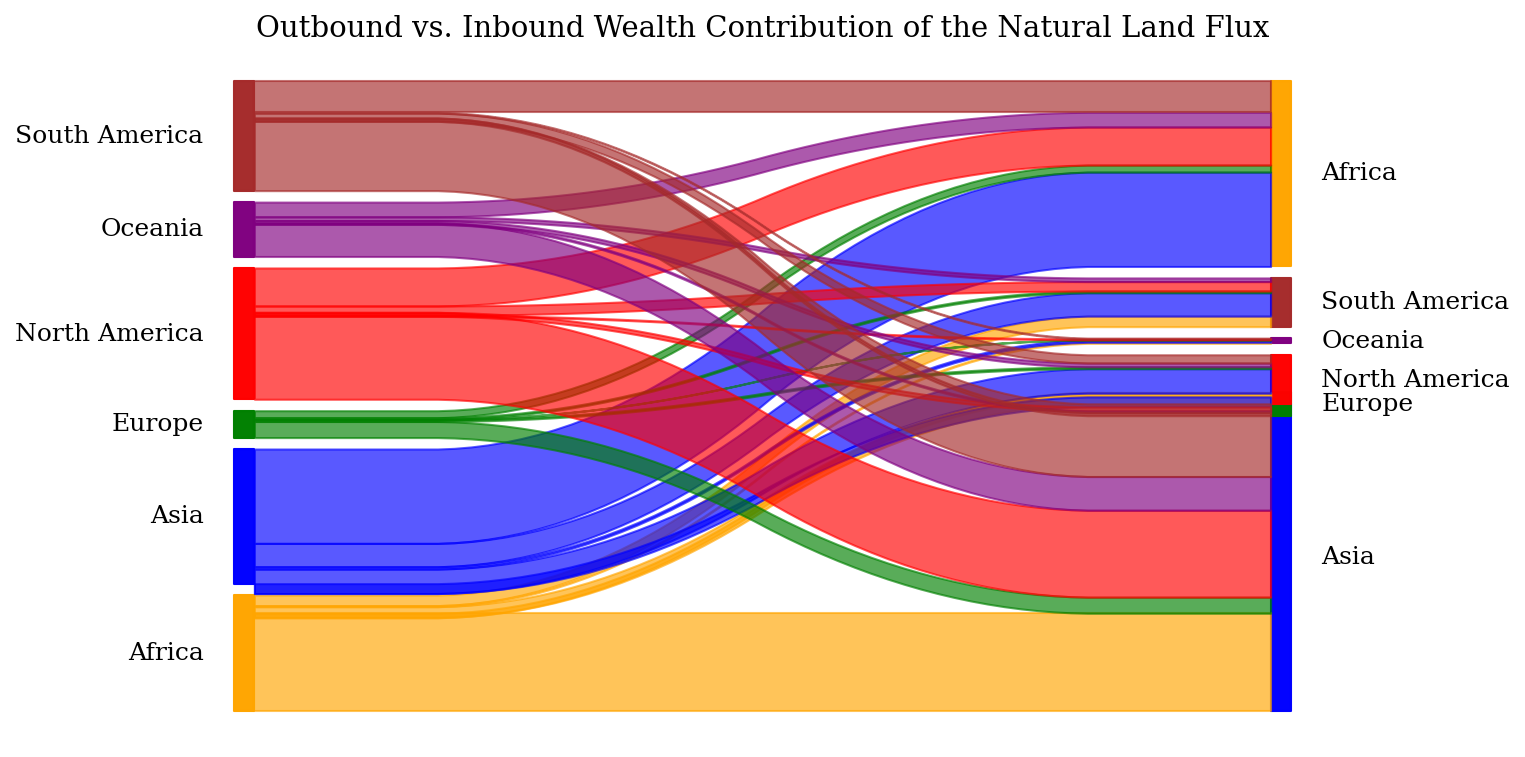 Outbound vs. Inbound Wealth Contribution of the Natural Land Flux
South America
Oceania
North America
Europe
Asia
Africa
Africa
South America
Oceania
North America
Europe
Asia